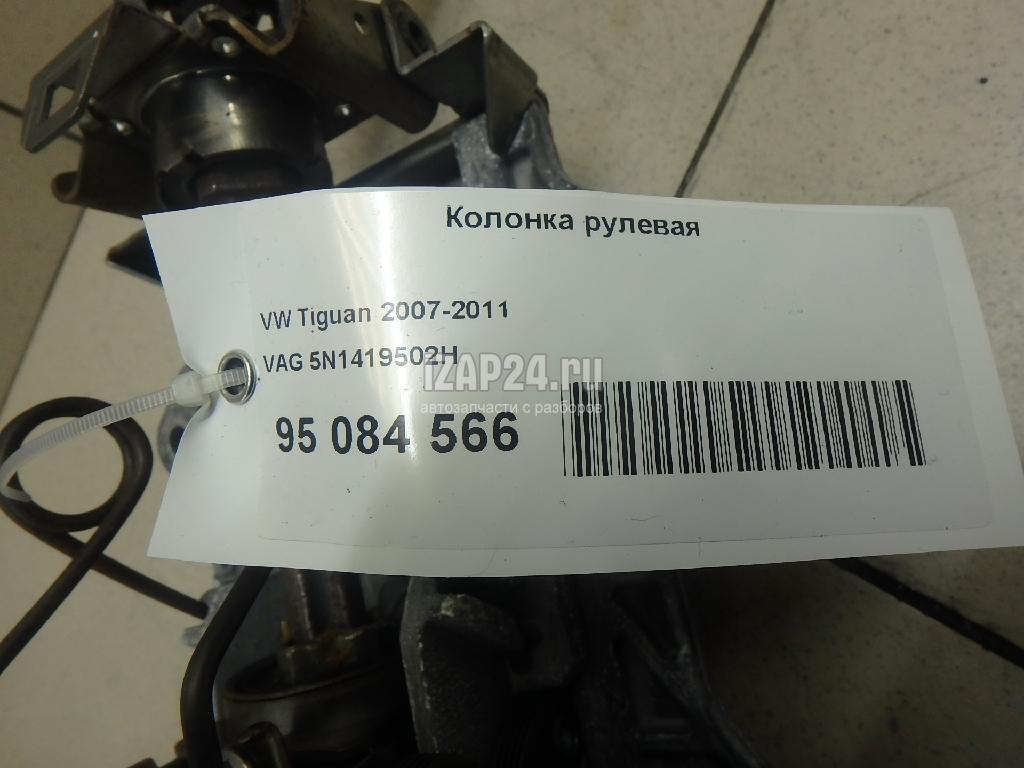 Колонка рулевая
VW Tiguan 2007-2011
VAG 5N1419502H
IZAP24.ru
автозапчасти с разборов
95 084 566